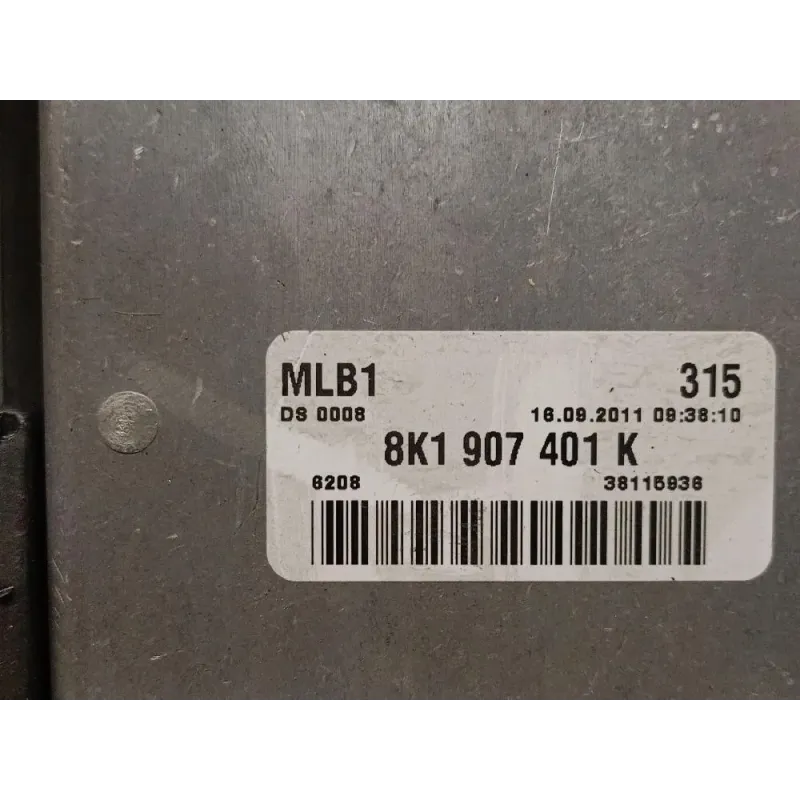 MLB1 315
DS 0008 16.09.2011 09:38:10
8K1 907 401 K
6208 38115936